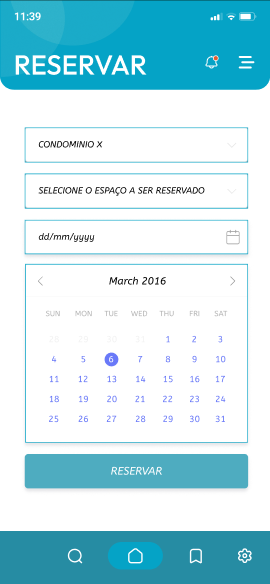 11:39
RESERVAR
CONDOMINIO X
SELECIONE O ESPAÇO A SER RESERVADO
dd/mm/yyyy
March 2016
SUN MON TUE WED THU FRI SAT
28 29 30 31 1 2 3
4 5 6 7 8 9 10
11 12 13 14 15 16 17
18 19 20 21 22 23 24
25 26 27 28 29 30 31
RESERVAR